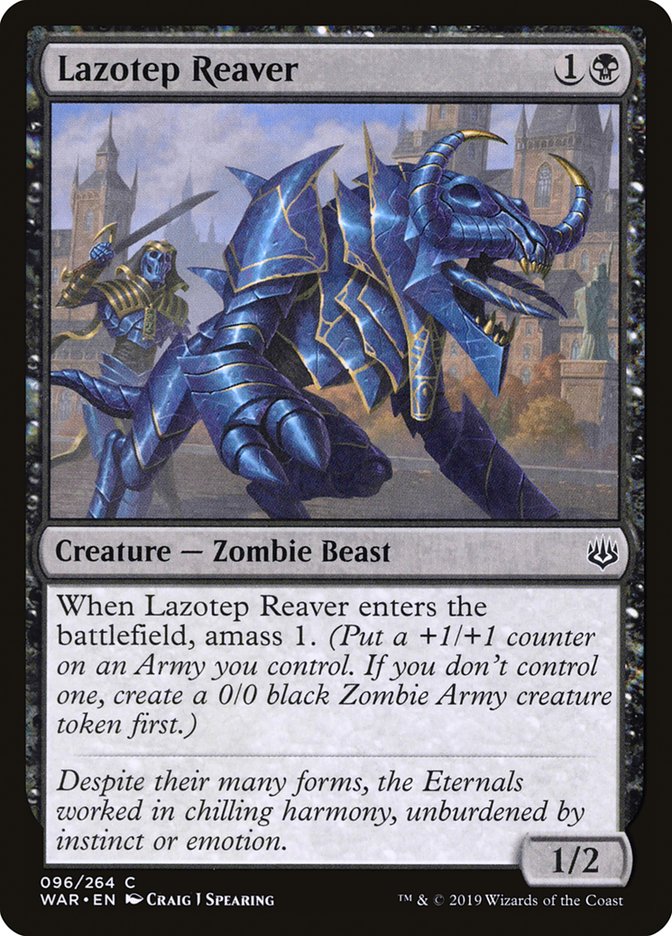 Lazotep Reaver 1
Creature — Zombie Beast
When Lazotep Reaver enters the
battlefield, amass 1. (Put a +1/+1 counter
on an Army you control. If you don't control
one, create a 0/0 black Zombie Army creature
token first.)
Despite their many forms, the Eternals
worked in chilling harmony, unburdened by
instinct or emotion.
1/2
096/264 C
WAR • EN Craig J Spearing
™ & © 2019 Wizards of the Coast